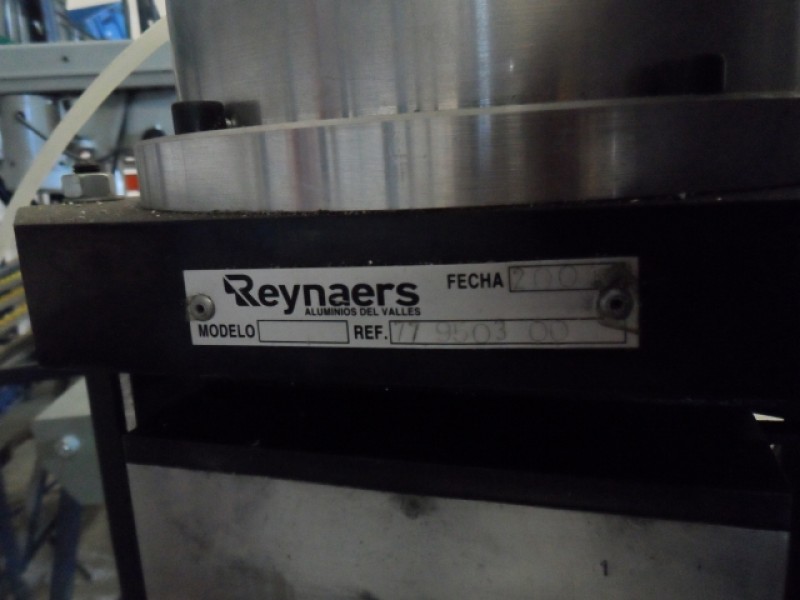 Reynaers
ALUMINIOS DEL VALLES
FECHA
MODELO REF. 77 9503 00